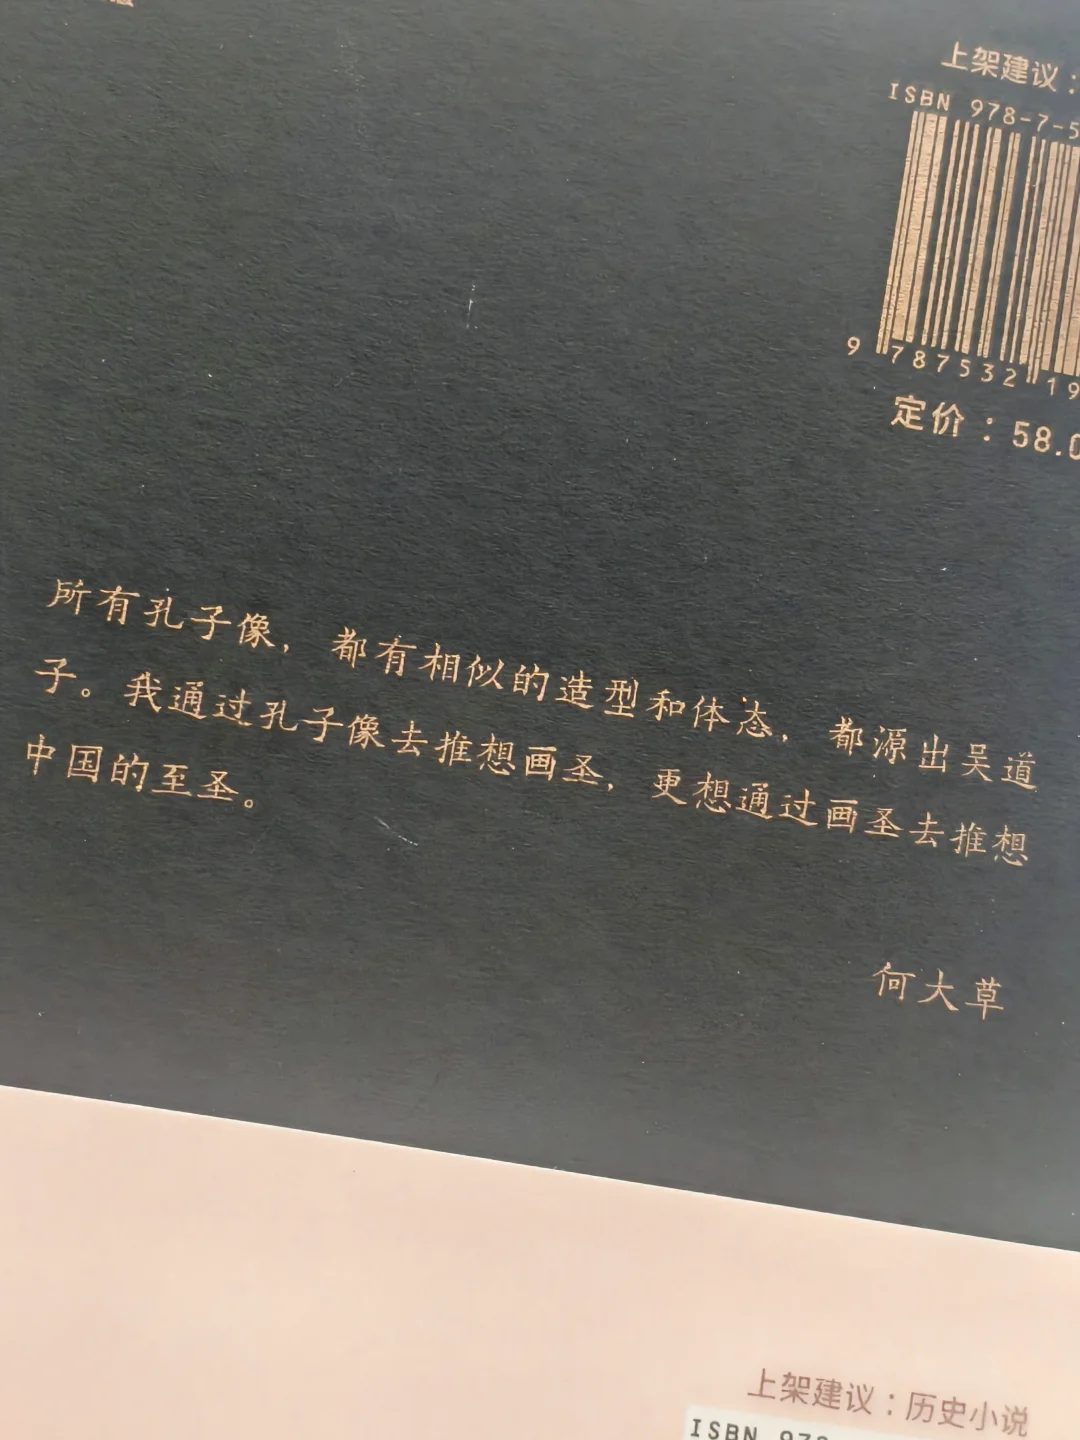 上架建议：
ISBN 978-7-5
9 787532 19
定价：58.0
所有孔子像，都有相似的造型和体态，都源出吴道
子。我通过孔子像去推想画圣，更想通过画圣去推想
中国的至圣。
何大草
上架建议：历史小说
ISBN 978